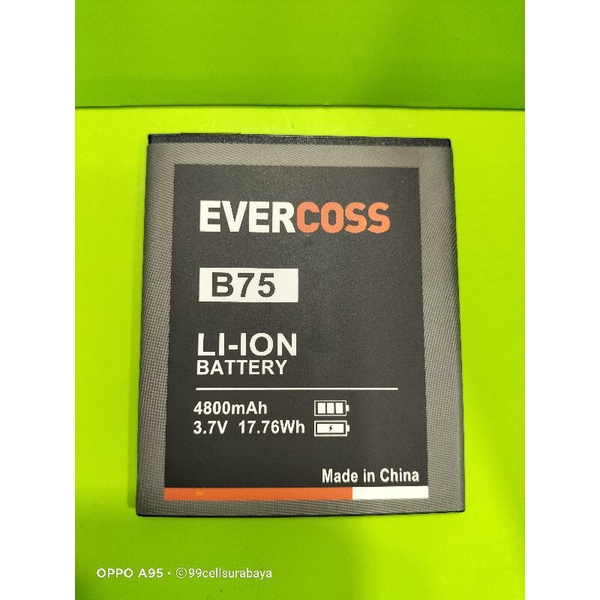 EVERCOSS
B75
LI-ION
BATTERY
4800mAh
3.7V 17.76Wh
Made in China
OPPO A95 · ©99cellsurabaya